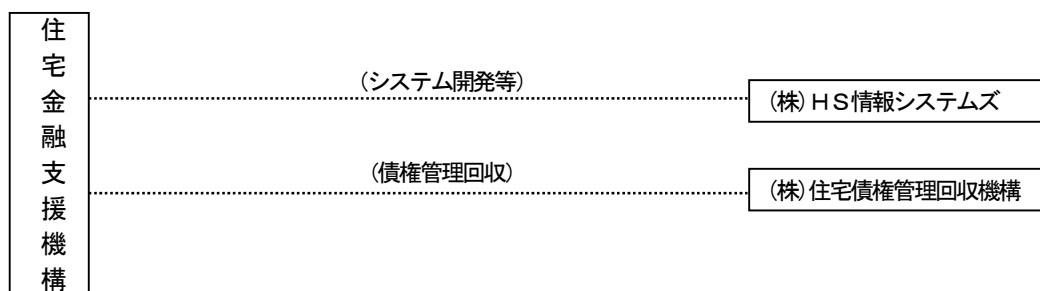 住宅金融支援機構
(システム開発等)
(株)ＨＳ情報システムズ
(債権管理回収)
(株)住宅債権管理回収機構